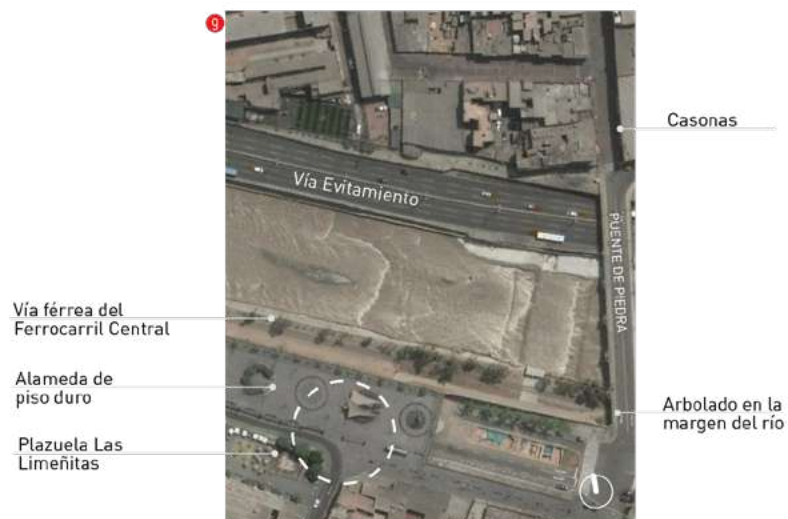 g
Casonas
Vía Evitamiento
PUENTE DE PIEDRA
Vía férrea del
Ferrocarril Central
Alameda de
piso duro
Arbolado en la
margen del río
Plazuela Las
Limeñitas